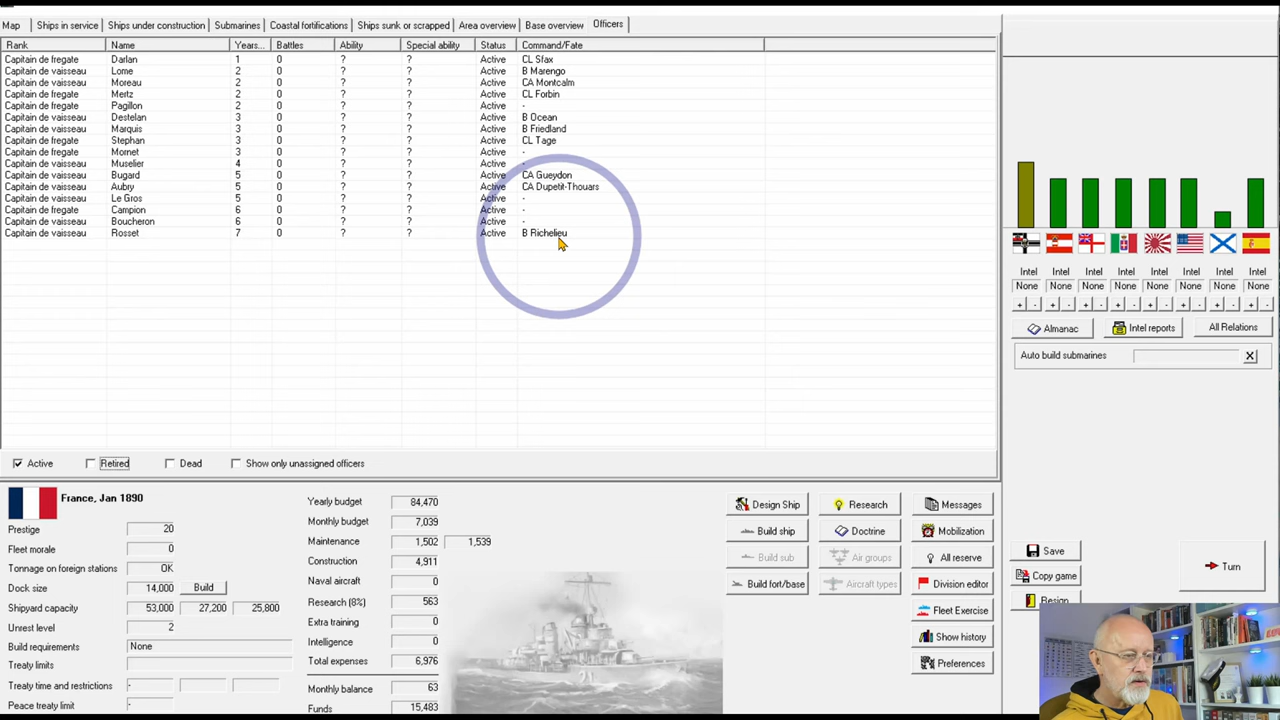 Map Ships in service Ships under construction Submarines Coastal fortifications Ships sunk or scrapped Area overview Base overview Officers
Rank Name Years... Battles Ability Special ability Status Command/Fate
Capitain de fregate Darlan 1 0 ? ? Active CL Sfax
Capitain de vaisseau Lome 2 0 ? ? Active B Marengo
Capitain de vaisseau Moreau 2 0 ? ? Active CA Montcalm
Capitain de fregate Mertz 2 0 ? ? Active CL Forbin
Capitain de fregate Pagillon 2 0 ? ? Active -
Capitain de vaisseau Destelan 3 0 ? ? Active B Ocean
Capitain de vaisseau Marquis 3 0 ? ? Active B Friedland
Capitain de fregate Stephan 3 0 ? ? Active CL Tage
Capitain de fregate Mornet 3 0 ? ? Active -
Capitain de vaisseau Muselier 4 0 ? ? Active -
Capitain de vaisseau Bugard 5 0 ? ? Active CA Gueydon
Capitain de vaisseau Aubry 5 0 ? ? Active CA Dupetit-Thouars
Capitain de vaisseau Le Gros 5 0 ? ? Active -
Capitain de fregate Campion 6 0 ? ? Active -
Capitain de vaisseau Boucheron 6 0 ? ? Active -
Capitain de vaisseau Rosset 7 0 ? ? Active B Richelieu
Intel Intel Intel Intel Intel Intel Intel Intel
None None None None None None None None
+ - + - + - + - + - + - + - + -
Almanac Intel reports All Relations
Auto build submarines X
Active Retired Dead Show only unassigned officers
France, Jan 1890
Prestige 20
Fleet morale 0
Tonnage on foreign stations OK
Dock size 14,000 Build
Shipyard capacity 53,000 27,200 25,800
Unrest level 2
Build requirements None
Treaty limits
Treaty time and restrictions -
Peace treaty limit -
Yearly budget 84,470
Monthly budget 7,039
Maintenance 1,502 1,539
Construction 4,911
Naval aircraft 0
Research (8%) 563
Extra training 0
Intelligence 0
Total expenses 6,976
Monthly balance 63
Funds 15,483
Design Ship Research Messages
Build ship Doctrine Mobilization
Build sub Air groups All reserve
Build fort/base Aircraft types Division editor
Fleet Exercise
Show history
Preferences
Save
Copy game
Resign
Turn